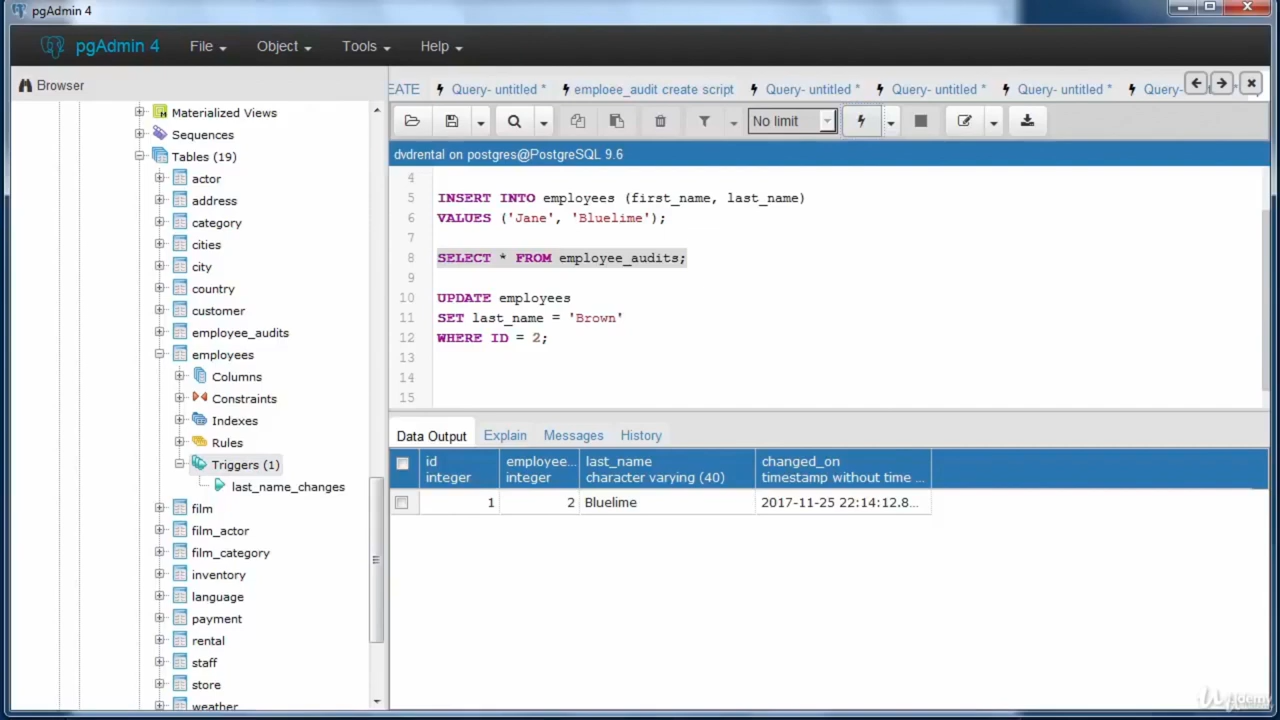 pgAdmin 4
pgAdmin 4 File Object Tools Help
Browser
Materialized Views
Sequences
Tables (19)
actor
address
category
cities
city
country
customer
employee_audits
employees
Columns
Constraints
Indexes
Rules
Triggers (1)
last_name_changes
film
film_actor
film_category
inventory
language
payment
rental
staff
store
weather
EATE Query- untitled * emploee_audit create script Query- untitled * Query- untitled * Query- untitled * Query-
No limit
dvdrental on postgres@PostgreSQL 9.6
4
5 INSERT INTO employees (first_name, last_name)
6 VALUES ('Jane', 'Bluelime');
7
8 SELECT * FROM employee_audits;
9
10 UPDATE employees
11 SET last_name = 'Brown'
12 WHERE ID = 2;
13
14
15
Data Output Explain Messages History
id employee... last_name changed_on
integer integer character varying (40) timestamp without time ...
1 2 Bluelime 2017-11-25 22:14:12.8...
Udemy